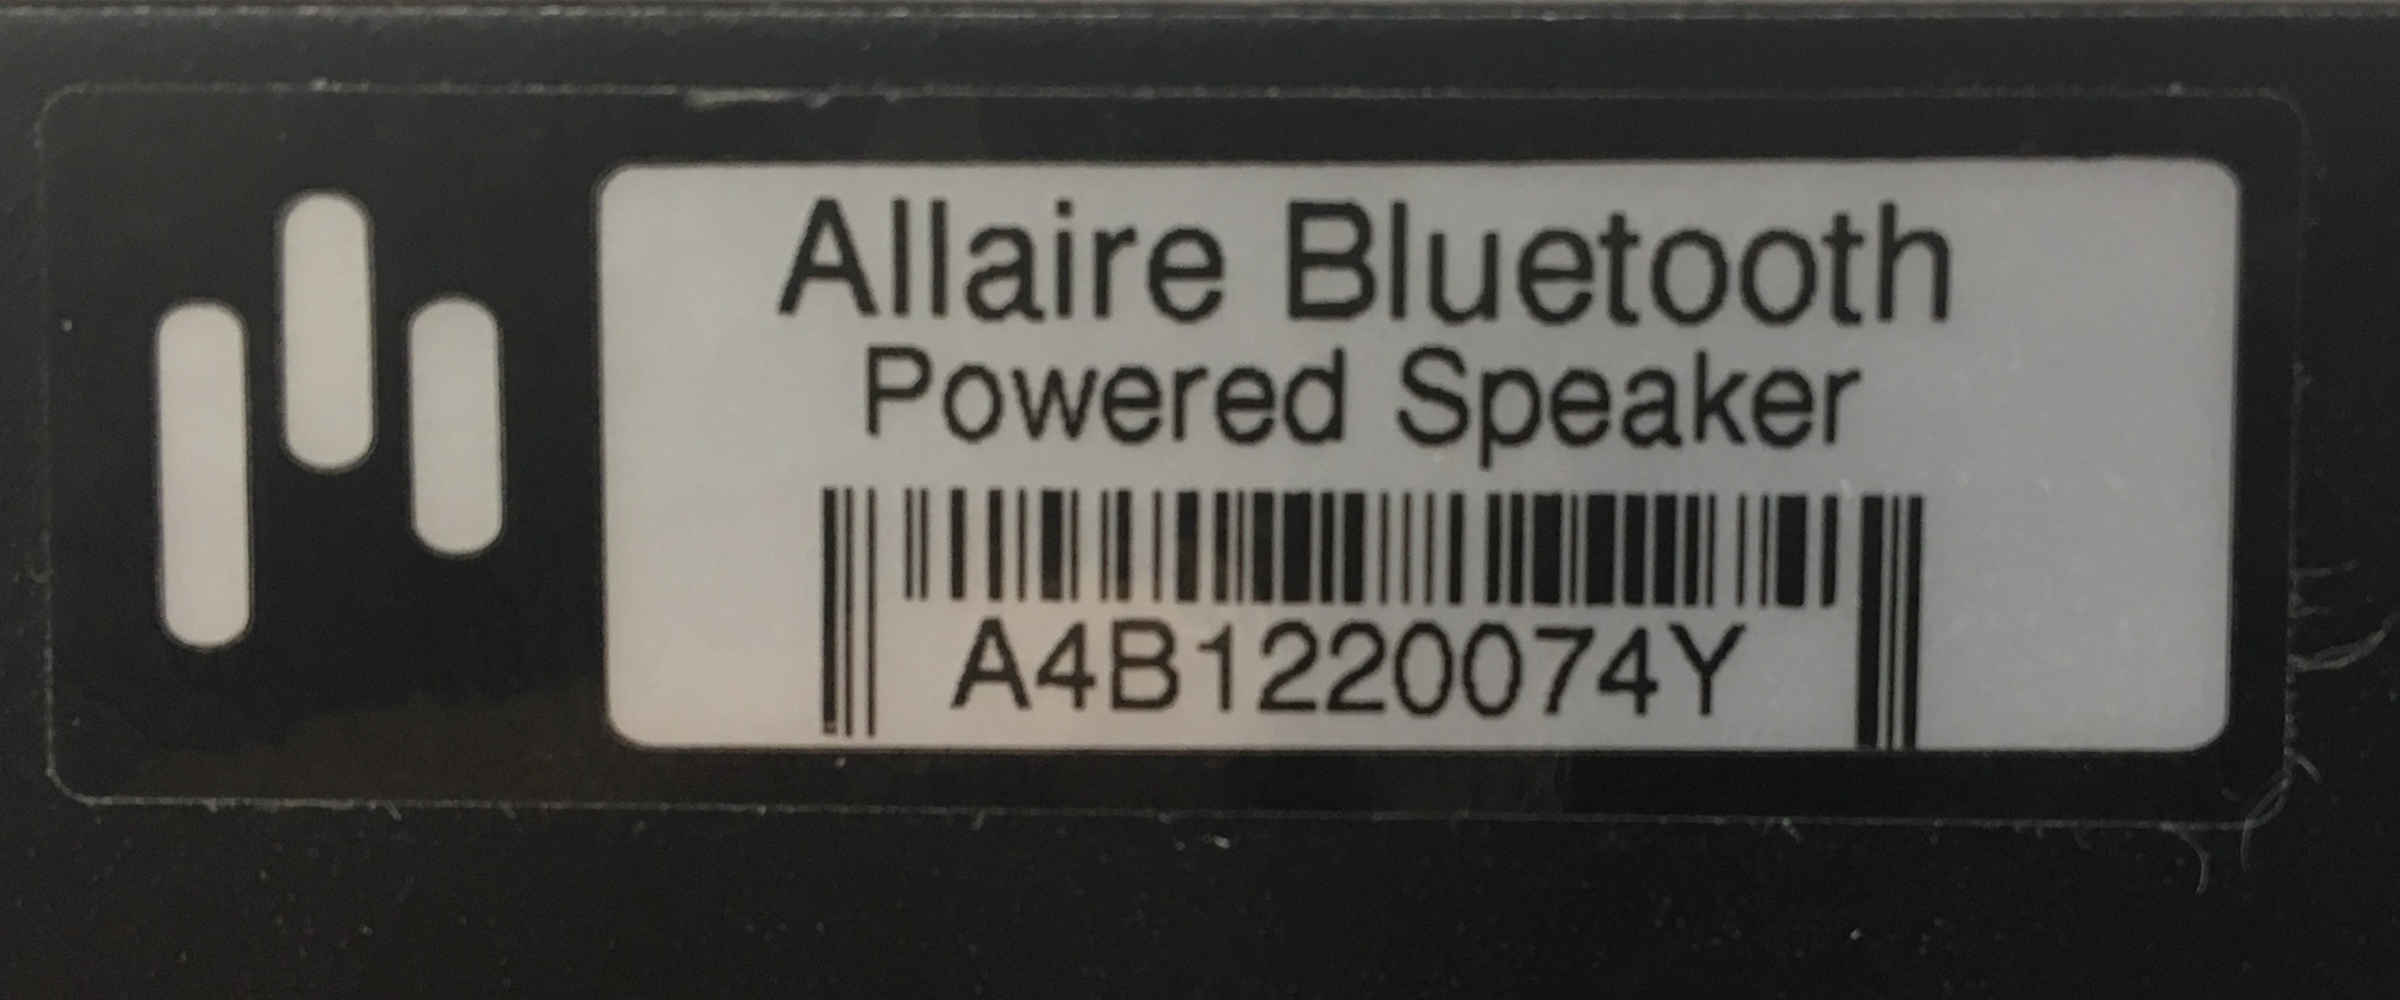 Allaire Bluetooth
Powered Speaker
A4B1220074Y